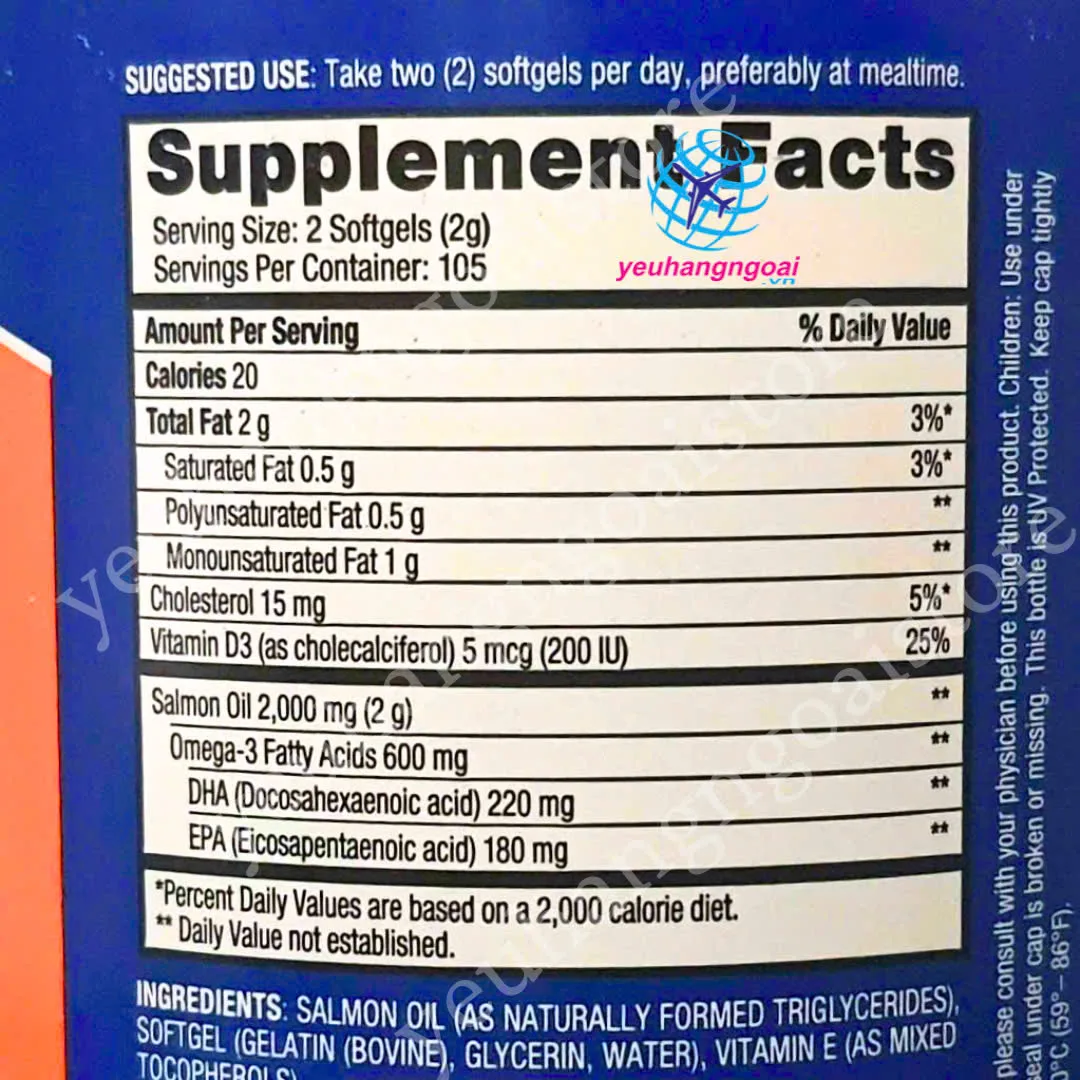 SUGGESTED USE: Take two (2) softgels per day, preferably at mealtime.
Supplement Facts
Serving Size: 2 Softgels (2g)
Servings Per Container: 105
yeuhangngoai
.vn
Amount Per Serving % Daily Value
Calories 20
Total Fat 2 g 3%*
Saturated Fat 0.5 g 3%*
Polyunsaturated Fat 0.5 g **
Monounsaturated Fat 1 g **
Cholesterol 15 mg 5%*
Vitamin D3 (as cholecalciferol) 5 mcg (200 IU) 25%
Salmon Oil 2,000 mg (2 g) **
Omega-3 Fatty Acids 600 mg **
DHA (Docosahexaenoic acid) 220 mg **
EPA (Eicosapentaenoic acid) 180 mg **
*Percent Daily Values are based on a 2,000 calorie diet.
** Daily Value not established.
INGREDIENTS: SALMON OIL (AS NATURALLY FORMED TRIGLYCERIDES),
SOFTGEL (GELATIN (BOVINE), GLYCERIN, WATER), VITAMIN E (AS MIXED
TOCOPHEROLS)
please consult with your physician before using this product. Children: Use under
seal under cap is broken or missing. This bottle is UV Protected. Keep cap tightly
0°C (59°– 86°F).